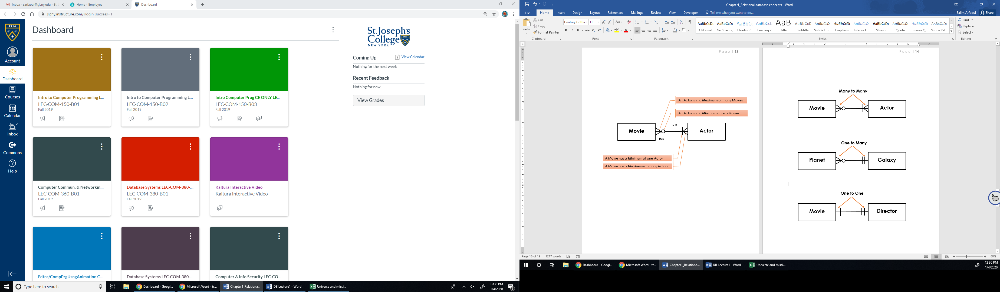 Inbox - sarfaoui@sjcny.edu - St. J
Home - Employee
Dashboard
sjcny.instructure.com/?login_success=1
1916
Account
Dashboard
Courses
Calendar
2
Inbox
Commons
Help
Dashboard
Intro to Computer Programming L...
LEC-COM-150-B01
Fall 2019
Intro to Computer Programming L...
LEC-COM-150-B02
Fall 2019
Intro Computer Prog CE ONLY LE...
LEC-COM-150-B03
Fall 2019
Computer Commun. & Networkin...
LEC-COM-360-B01
Fall 2019
Database Systems LEC-COM-380-...
LEC-COM-380-B01
Fall 2019
Kaltura Interactive Video
Kaltura Interactive Video
Fdtns/CompPrgUsngAnimation C...
Database Systems LEC-COM-380-...
Computer & Info Security LEC-CO...
St. Joseph's
College
NEW YORK
Coming Up
3 View Calendar
Nothing for the next week
Recent Feedback
Nothing for now
View Grades
Type here to search
Dashboard - Googl...
Microsoft Word - tr...
Chapter1_Relationa...
DB Lecture1 - Word
Universe and missi...
12:36 PM
1/4/2020
3
Chapter1_Relational database concepts - Word
File Home Insert Design Layout References Mailings Review View Developer Tell me what you want to do... Salim Arfaoui Share
Paste
Cut
Copy
Format Painter
Clipboard
Century Gothi 11
B I U abc x₂ x²
Font
Paragraph
AaBbCcDc AaBbCcDc AaBbCc AaBbCcD AaB AaBbCcD AaBbCcDc AaBbCcDc AaBbCcDc AaBbCcDc AaBbCcDc AaBbCcDc AaBbCcDc
¶ Normal No Spacing Heading 1 Heading 2 Title Subtitle Subtle Em... Emphasis Intense E... Strong Quote Intense Q... Subtle Ref...
Styles
Find
Replace
Select
Editing
Page | 13
An Actor is in a Maximum of many Movies
An Actor is in a Minimum of zero Movies
Movie
Is in
Has
Actor
A Movie has a Minimum of one Actor
A Movie has a Maximum of many Actors
Page | 14
Many to Many
Movie
Actor
One to Many
Planet
Galaxy
One to One
Movie
Director
Page 16 of 19 1217 words
80%
Dashboard - Googl...
Microsoft Word - tr...
Chapter1_Relationa...
DB Lecture1 - Word
Universe and missi...
12:36 PM
1/4/2020